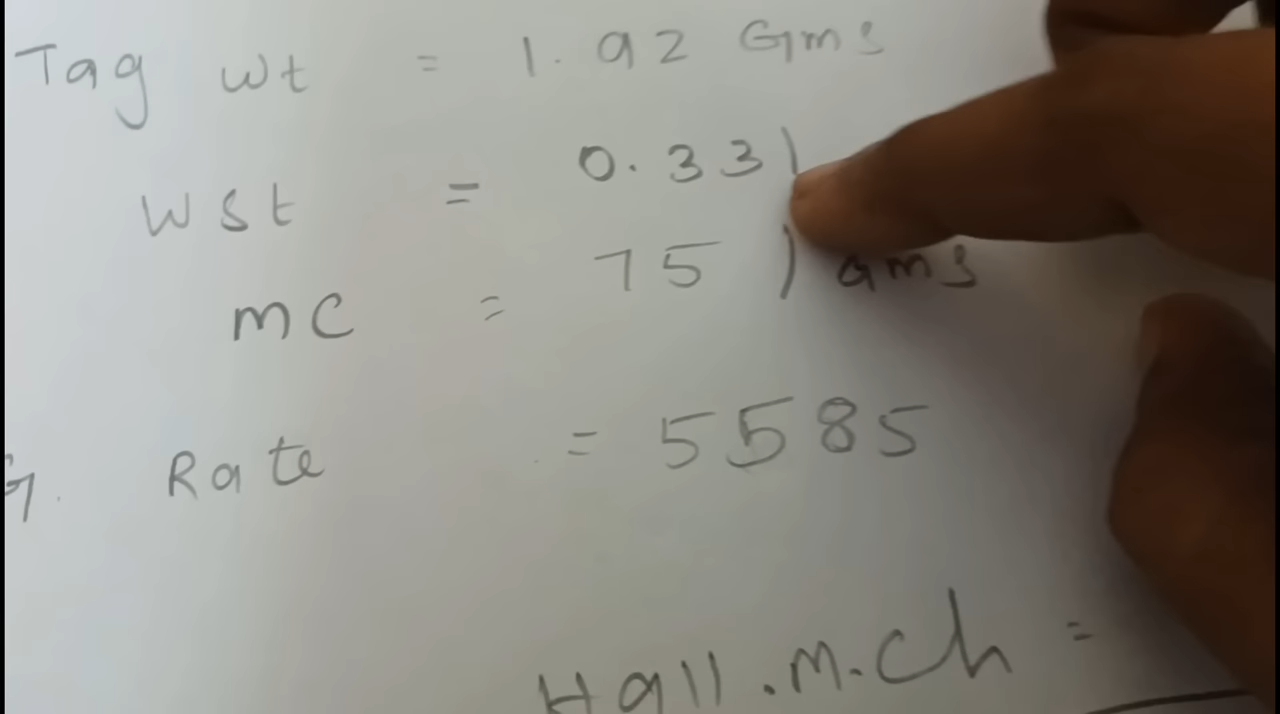 Tag Wt = 1.92 Gms
Wst = 0.33)
mc = 75 ) Gms
Rate = 5585
Hall.M.Ch =